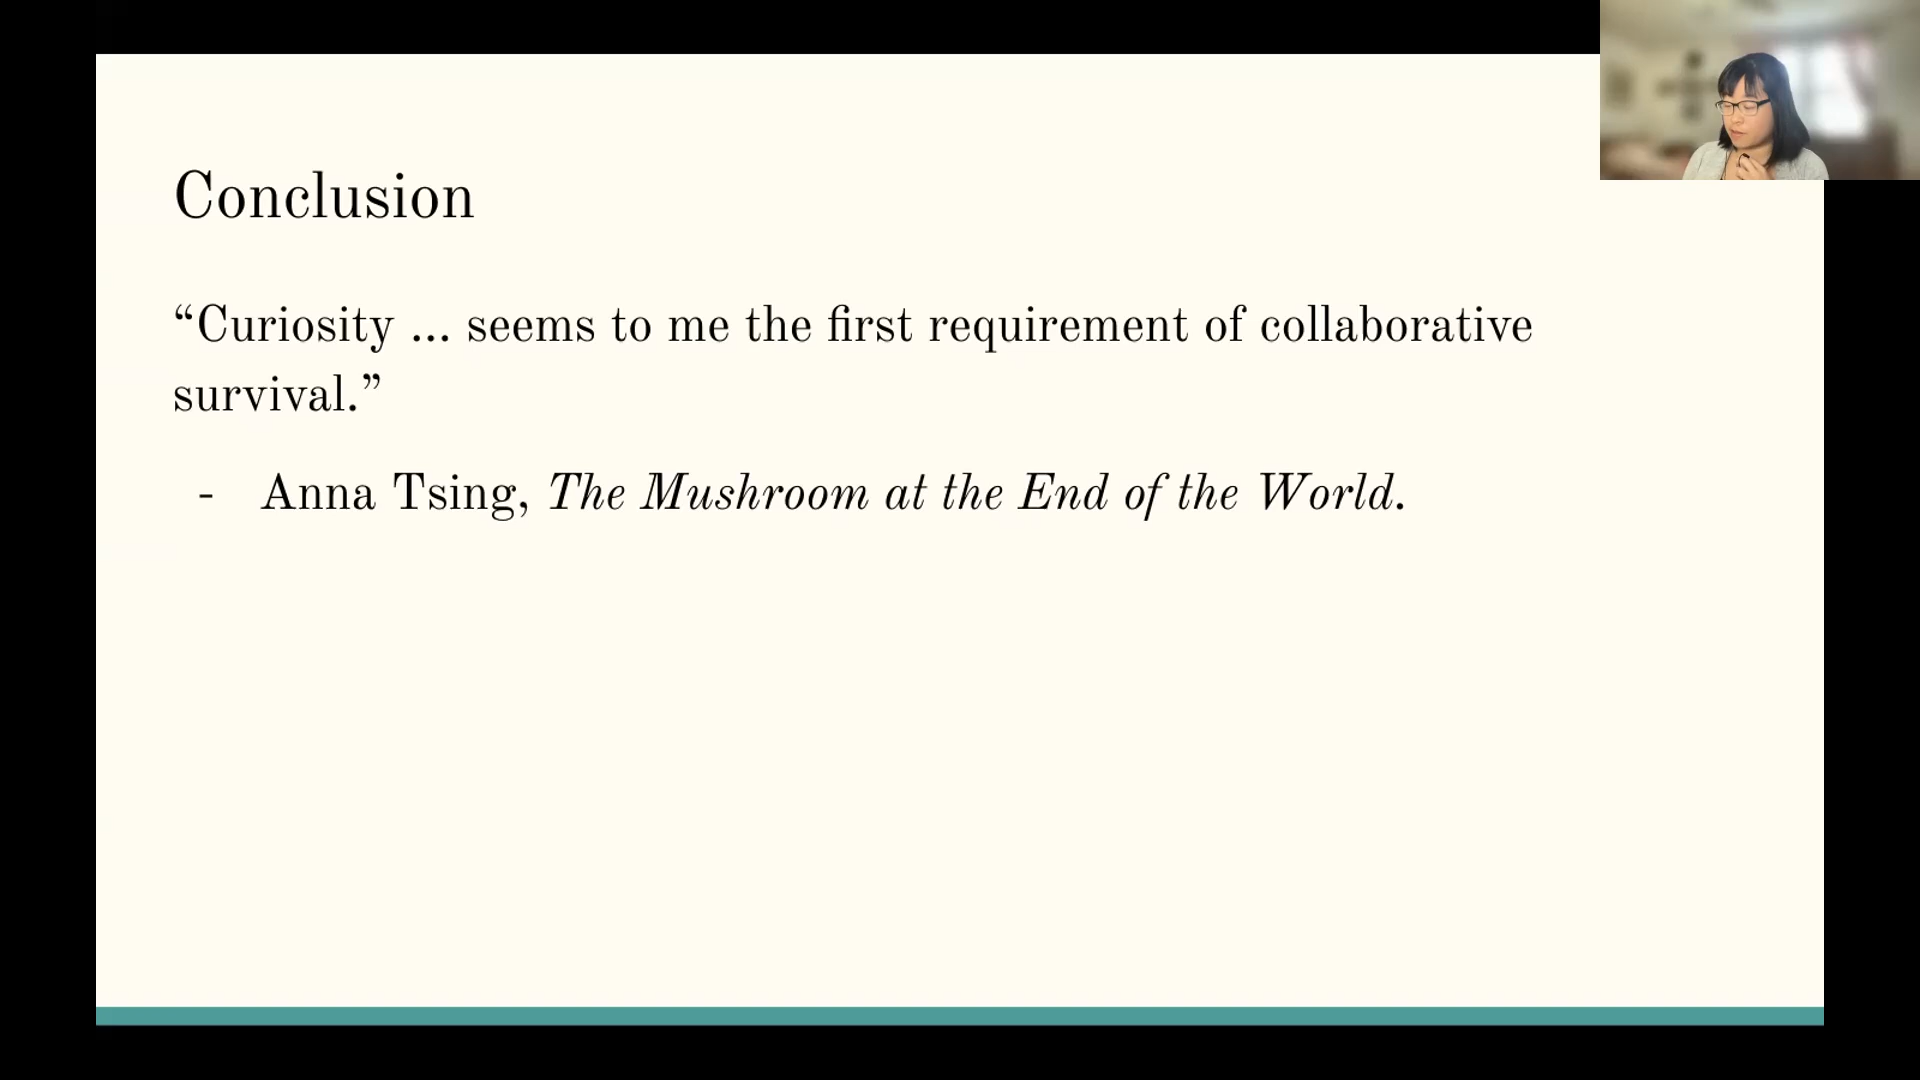 Conclusion
“Curiosity ... seems to me the first requirement of collaborative
survival.”
- Anna Tsing, The Mushroom at the End of the World.